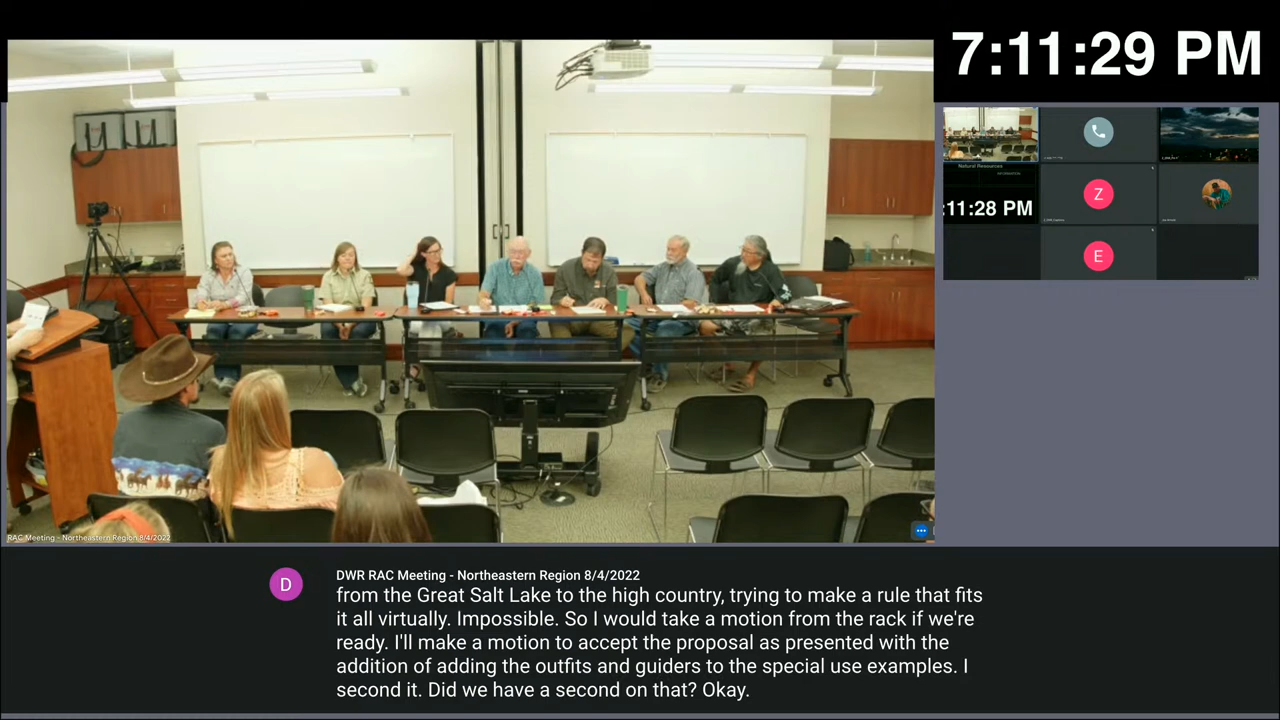 7:11:29 PM
Natural Resources
INFORMATION
:11:28 PM
Z
E
RAC Meeting - Northeastern Region 8/4/2022
D
DWR RAC Meeting - Northeastern Region 8/4/2022
from the Great Salt Lake to the high country, trying to make a rule that fits
it all virtually. Impossible. So I would take a motion from the rack if we're
ready. I'll make a motion to accept the proposal as presented with the
addition of adding the outfits and guiders to the special use examples. I
second it. Did we have a second on that? Okay.